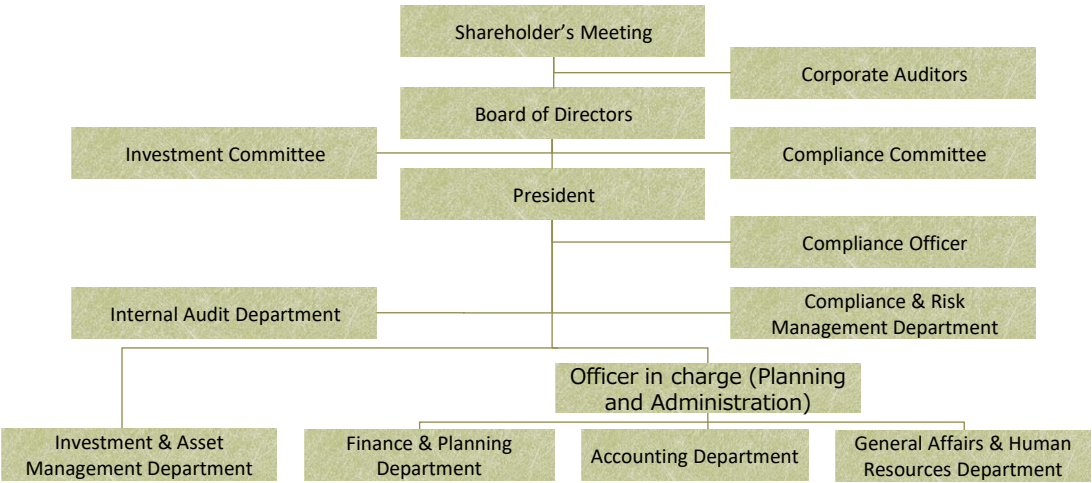 Shareholder’s Meeting
Corporate Auditors
Board of Directors
Investment Committee
Compliance Committee
President
Compliance Officer
Internal Audit Department
Compliance & Risk
Management Department
Officer in charge (Planning
and Administration)
Investment & Asset
Management Department
Finance & Planning
Department
Accounting Department
General Affairs & Human
Resources Department